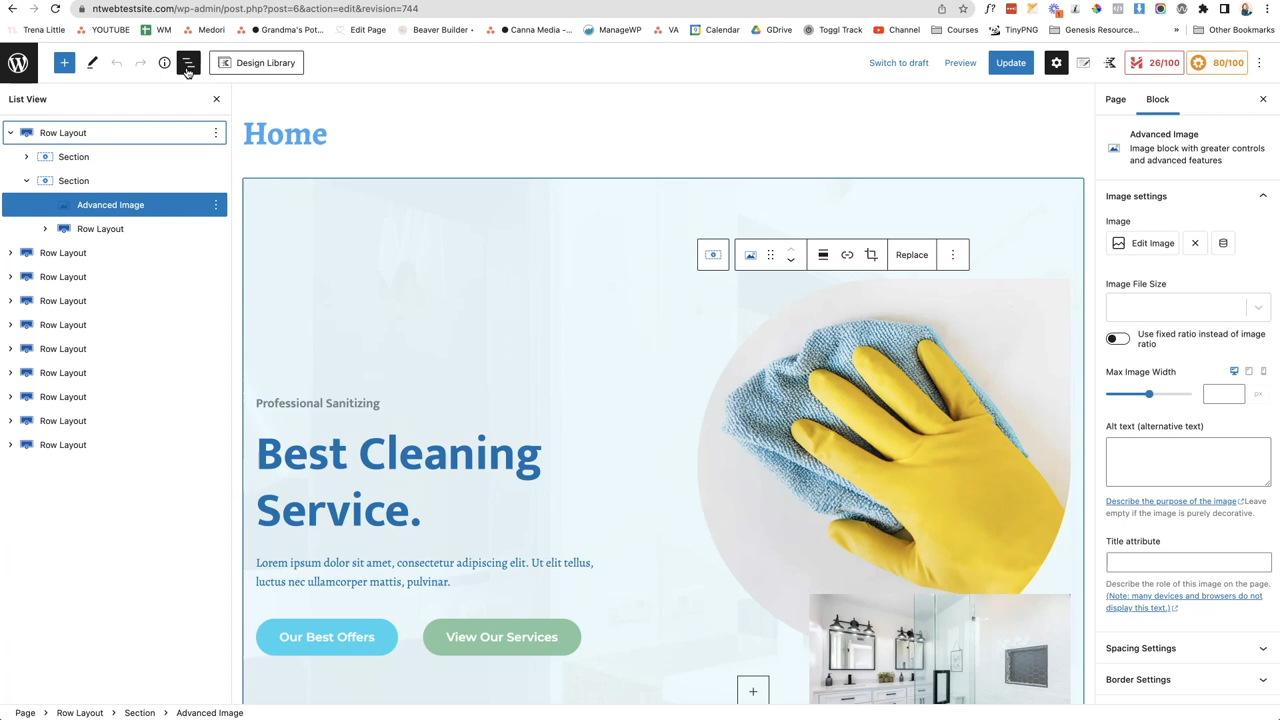 ntwebtestsite.com/wp-admin/post.php?post=6&action=edit&revision=744
Trena Little
YOUTUBE
WM
Medori
Grandma's Pot...
Edit Page
Beaver Builder -
Canna Media -...
ManageWP
VA
Calendar
GDrive
Toggl Track
Channel
Courses
TinyPNG
Genesis Resource...
»
Other Bookmarks
Design Library
Switch to draft
Preview
Update
26/100
80/100
List View
Page
Block
Row Layout
Section
Section
Advanced Image
Row Layout
Row Layout
Row Layout
Row Layout
Row Layout
Row Layout
Row Layout
Row Layout
Row Layout
Row Layout
Home
Replace
Professional Sanitizing
Best Cleaning
Service.
Lorem ipsum dolor sit amet, consectetur adipiscing elit. Ut elit tellus,
luctus nec ullamcorper mattis, pulvinar.
Our Best Offers
View Our Services
Advanced Image
Image block with greater controls
and advanced features
Image settings
Image
Edit Image
Image File Size
Use fixed ratio instead of image
ratio
Max Image Width
px
Alt text (alternative text)
Describe the purpose of the image Leave
empty if the image is purely decorative.
Title attribute
Describe the role of this image on the page.
(Note: many devices and browsers do not
display this text.)
Spacing Settings
Border Settings
Page › Row Layout › Section › Advanced Image